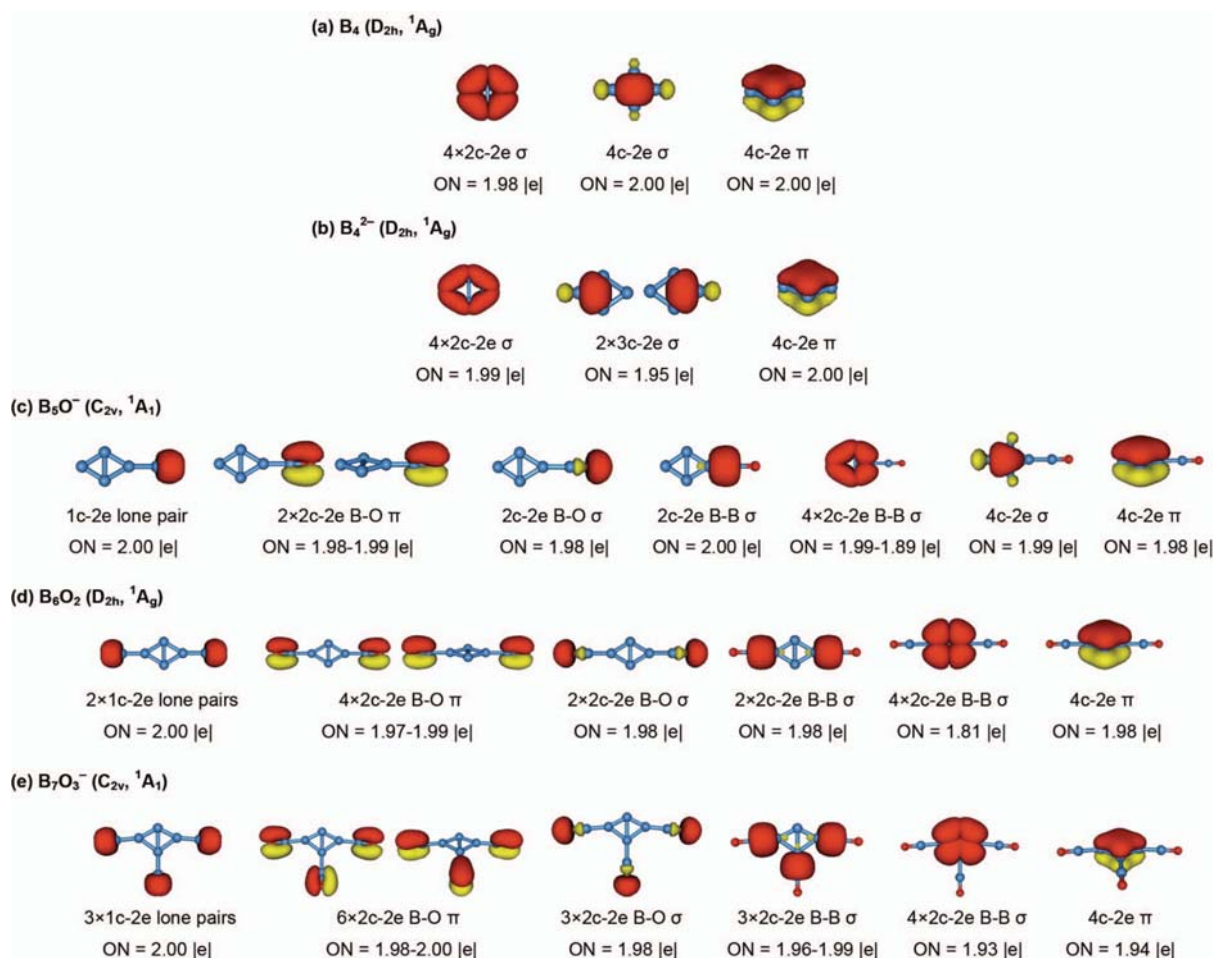 (a) B₄ (D₂ₕ, ¹A_g)
4×2c-2e σ 4c-2e σ 4c-2e π
ON = 1.98 |e| ON = 2.00 |e| ON = 2.00 |e|
(b) B₄²⁻ (D₂ₕ, ¹A_g)
4×2c-2e σ 2×3c-2e σ 4c-2e π
ON = 1.99 |e| ON = 1.95 |e| ON = 2.00 |e|
(c) B₅O⁻ (C₂ᵥ, ¹A₁)
1c-2e lone pair 2×2c-2e B-O π 2c-2e B-O σ 2c-2e B-B σ 4×2c-2e B-B σ 4c-2e σ 4c-2e π
ON = 2.00 |e| ON = 1.98-1.99 |e| ON = 1.98 |e| ON = 2.00 |e| ON = 1.99-1.89 |e| ON = 1.99 |e| ON = 1.98 |e|
(d) B₆O₂ (D₂ₕ, ¹A_g)
2×1c-2e lone pairs 4×2c-2e B-O π 2×2c-2e B-O σ 2×2c-2e B-B σ 4×2c-2e B-B σ 4c-2e π
ON = 2.00 |e| ON = 1.97-1.99 |e| ON = 1.98 |e| ON = 1.98 |e| ON = 1.81 |e| ON = 1.98 |e|
(e) B₇O₃⁻ (C₂ᵥ, ¹A₁)
3×1c-2e lone pairs 6×2c-2e B-O π 3×2c-2e B-O σ 3×2c-2e B-B σ 4×2c-2e B-B σ 4c-2e π
ON = 2.00 |e| ON = 1.98-2.00 |e| ON = 1.98 |e| ON = 1.96-1.99 |e| ON = 1.93 |e| ON = 1.94 |e|